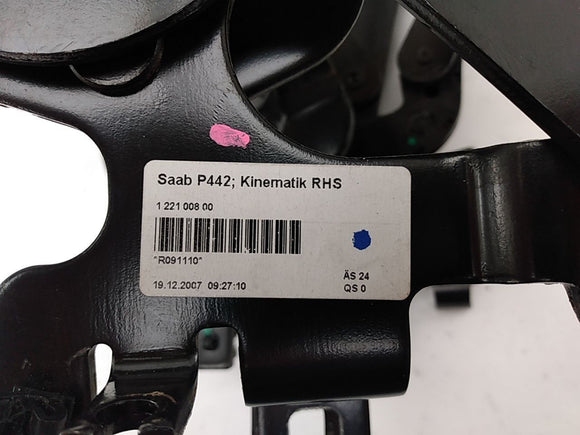 Saab P442; Kinematik RHS
1 221 008 00
*R091110*
ÄS 24
19.12.2007 09:27:10
QS 0